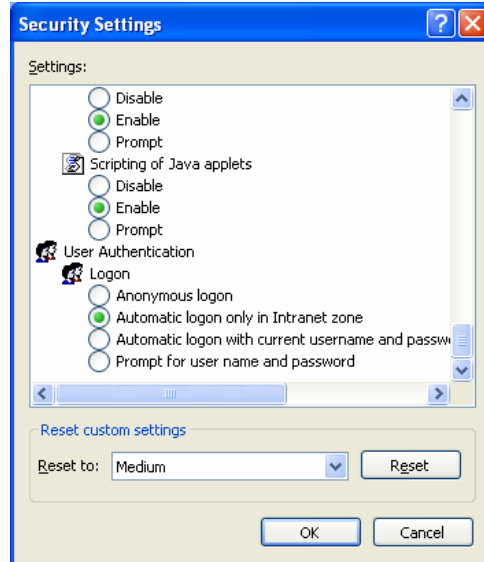 Security Settings
Settings:
Disable
Enable
Prompt
Scripting of Java applets
Disable
Enable
Prompt
User Authentication
Logon
Anonymous logon
Automatic logon only in Intranet zone
Automatic logon with current username and passw
Prompt for user name and password
Reset custom settings
Reset to: Medium Reset
OK Cancel